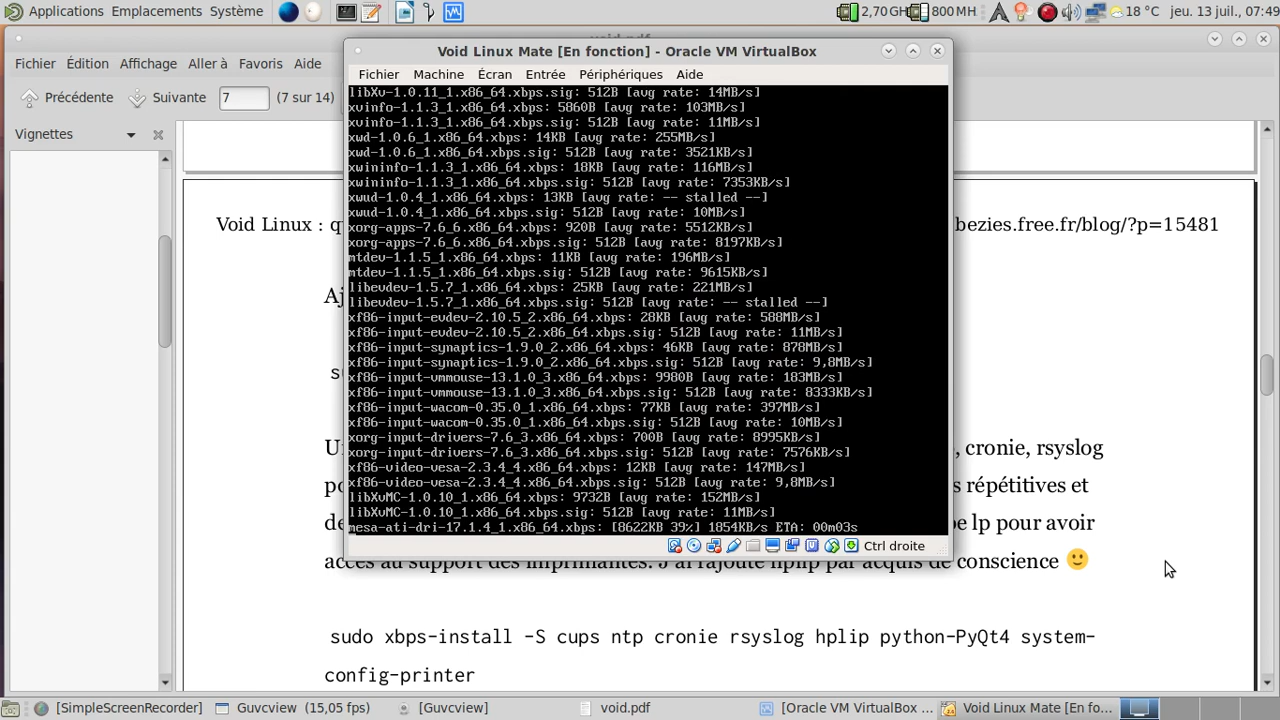 Applications Emplacements Système 2,70 GH 800 MH 18 °C jeu. 13 juil., 07:49
void.pdf
Fichier Édition Affichage Aller à Favoris Aide
Précédente Suivante 7 (7 sur 14)
Vignettes
Void Linux Mate [En fonction] - Oracle VM VirtualBox
Fichier Machine Écran Entrée Périphériques Aide
libXv-1.0.11_1.x86_64.xbps.sig: 512B [avg rate: 14MB/s]
xvinfo-1.1.3_1.x86_64.xbps: 5860B [avg rate: 103MB/s]
xvinfo-1.1.3_1.x86_64.xbps.sig: 512B [avg rate: 11MB/s]
xwd-1.0.6_1.x86_64.xbps: 14KB [avg rate: 255MB/s]
xwd-1.0.6_1.x86_64.xbps.sig: 512B [avg rate: 3521KB/s]
xwininfo-1.1.3_1.x86_64.xbps: 18KB [avg rate: 116MB/s]
xwininfo-1.1.3_1.x86_64.xbps.sig: 512B [avg rate: 7353KB/s]
xwud-1.0.4_1.x86_64.xbps: 13KB [avg rate: -- stalled --]
xwud-1.0.4_1.x86_64.xbps.sig: 512B [avg rate: 10MB/s]
xorg-apps-7.6_6.x86_64.xbps: 920B [avg rate: 5512KB/s]
xorg-apps-7.6_6.x86_64.xbps.sig: 512B [avg rate: 8197KB/s]
mtdev-1.1.5_1.x86_64.xbps: 11KB [avg rate: 196MB/s]
mtdev-1.1.5_1.x86_64.xbps.sig: 512B [avg rate: 9615KB/s]
libevdev-1.5.7_1.x86_64.xbps: 25KB [avg rate: 221MB/s]
libevdev-1.5.7_1.x86_64.xbps.sig: 512B [avg rate: -- stalled --]
xf86-input-evdev-2.10.5_2.x86_64.xbps: 28KB [avg rate: 588MB/s]
xf86-input-evdev-2.10.5_2.x86_64.xbps.sig: 512B [avg rate: 11MB/s]
xf86-input-synaptics-1.9.0_2.x86_64.xbps: 46KB [avg rate: 878MB/s]
xf86-input-synaptics-1.9.0_2.x86_64.xbps.sig: 512B [avg rate: 9,8MB/s]
xf86-input-vmmouse-13.1.0_3.x86_64.xbps: 9980B [avg rate: 183MB/s]
xf86-input-vmmouse-13.1.0_3.x86_64.xbps.sig: 512B [avg rate: 8333KB/s]
xf86-input-wacom-0.35.0_1.x86_64.xbps: 77KB [avg rate: 397MB/s]
xf86-input-wacom-0.35.0_1.x86_64.xbps.sig: 512B [avg rate: 10MB/s]
xorg-input-drivers-7.6_3.x86_64.xbps: 700B [avg rate: 8995KB/s]
xorg-input-drivers-7.6_3.x86_64.xbps.sig: 512B [avg rate: 7576KB/s]
xf86-video-vesa-2.3.4_4.x86_64.xbps: 12KB [avg rate: 147MB/s]
xf86-video-vesa-2.3.4_4.x86_64.xbps.sig: 512B [avg rate: 9,8MB/s]
libXvMC-1.0.10_1.x86_64.xbps: 9732B [avg rate: 152MB/s]
libXvMC-1.0.10_1.x86_64.xbps.sig: 512B [avg rate: 11MB/s]
mesa-ati-dri-17.1.4_1.x86_64.xbps: [8622KB 39%] 1854KB/s ETA: 00m03s
Ctrl droite
Void Linux : bezies.free.fr/blog/?p=15481
, cronie, rsyslog
s répétitives et
lp pour avoir
accès au support des imprimantes. J'ai rajouté hplip par acquis de conscience 🙂
sudo xbps-install -S cups ntp cronie rsyslog hplip python-PyQt4 system-
config-printer
[SimpleScreenRecorder] Guvcview (15,05 fps) [Guvcview] void.pdf [Oracle VM VirtualBox ... Void Linux Mate [En fo...